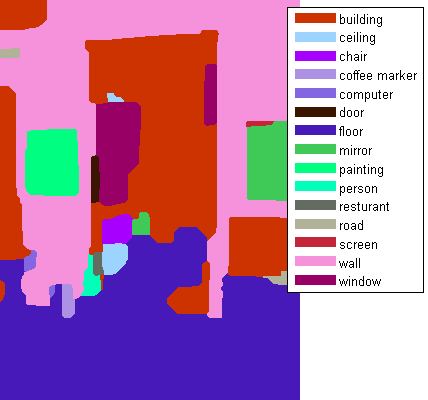 building
ceiling
chair
coffee marker
computer
door
floor
mirror
painting
person
resturant
road
screen
wall
window